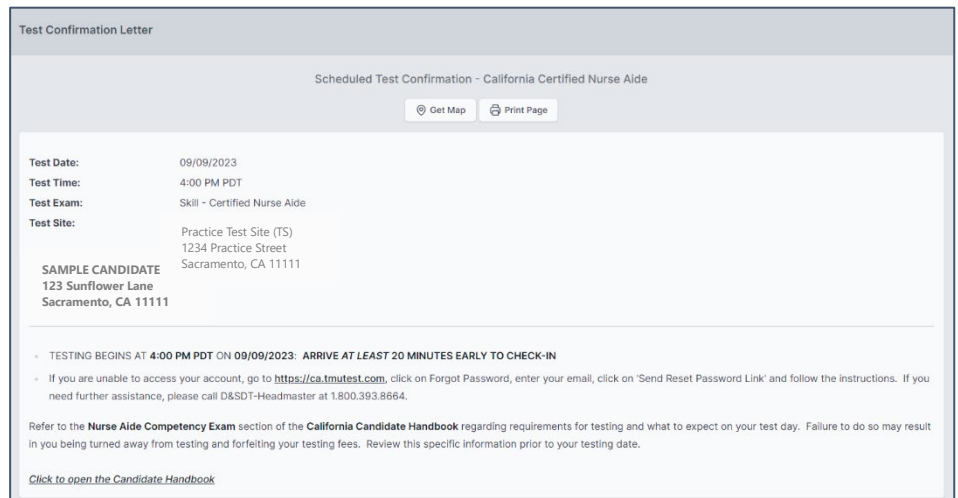 Test Confirmation Letter
Scheduled Test Confirmation - California Certified Nurse Aide
Get Map Print Page
Test Date: 09/09/2023
Test Time: 4:00 PM PDT
Test Exam: Skill - Certified Nurse Aide
Test Site:
Practice Test Site (TS)
1234 Practice Street
Sacramento, CA 11111
SAMPLE CANDIDATE
123 Sunflower Lane
Sacramento, CA 11111
TESTING BEGINS AT 4:00 PM PDT ON 09/09/2023: ARRIVE AT LEAST 20 MINUTES EARLY TO CHECK-IN
If you are unable to access your account, go to https://ca.tmutest.com, click on Forgot Password, enter your email, click on 'Send Reset Password Link' and follow the instructions. If you
need further assistance, please call D&SDT-Headmaster at 1.800.393.8664.
Refer to the Nurse Aide Competency Exam section of the California Candidate Handbook regarding requirements for testing and what to expect on your test day. Failure to do so may result
in you being turned away from testing and forfeiting your testing fees. Review this specific information prior to your testing date.
Click to open the Candidate Handbook